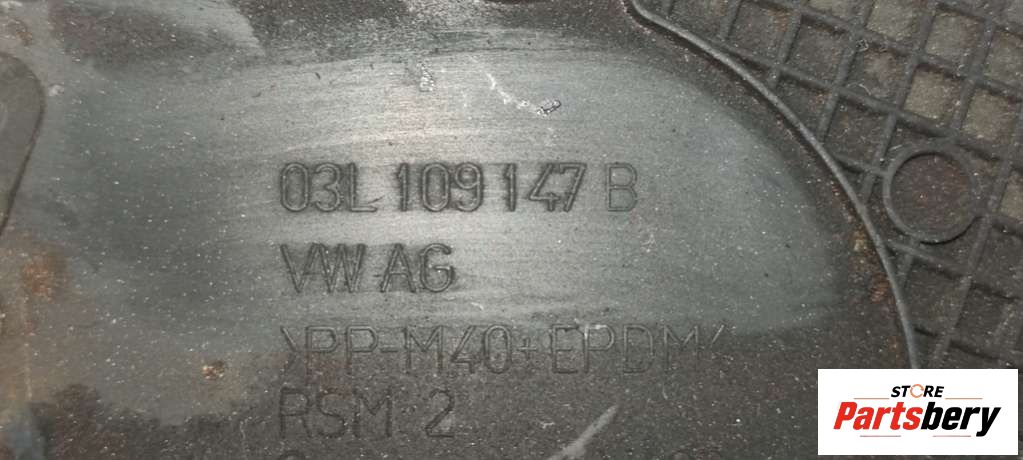 03L 109 147 B
VW AG
>PP-M40+EPDM<
RSM 2
STORE
Partsbery